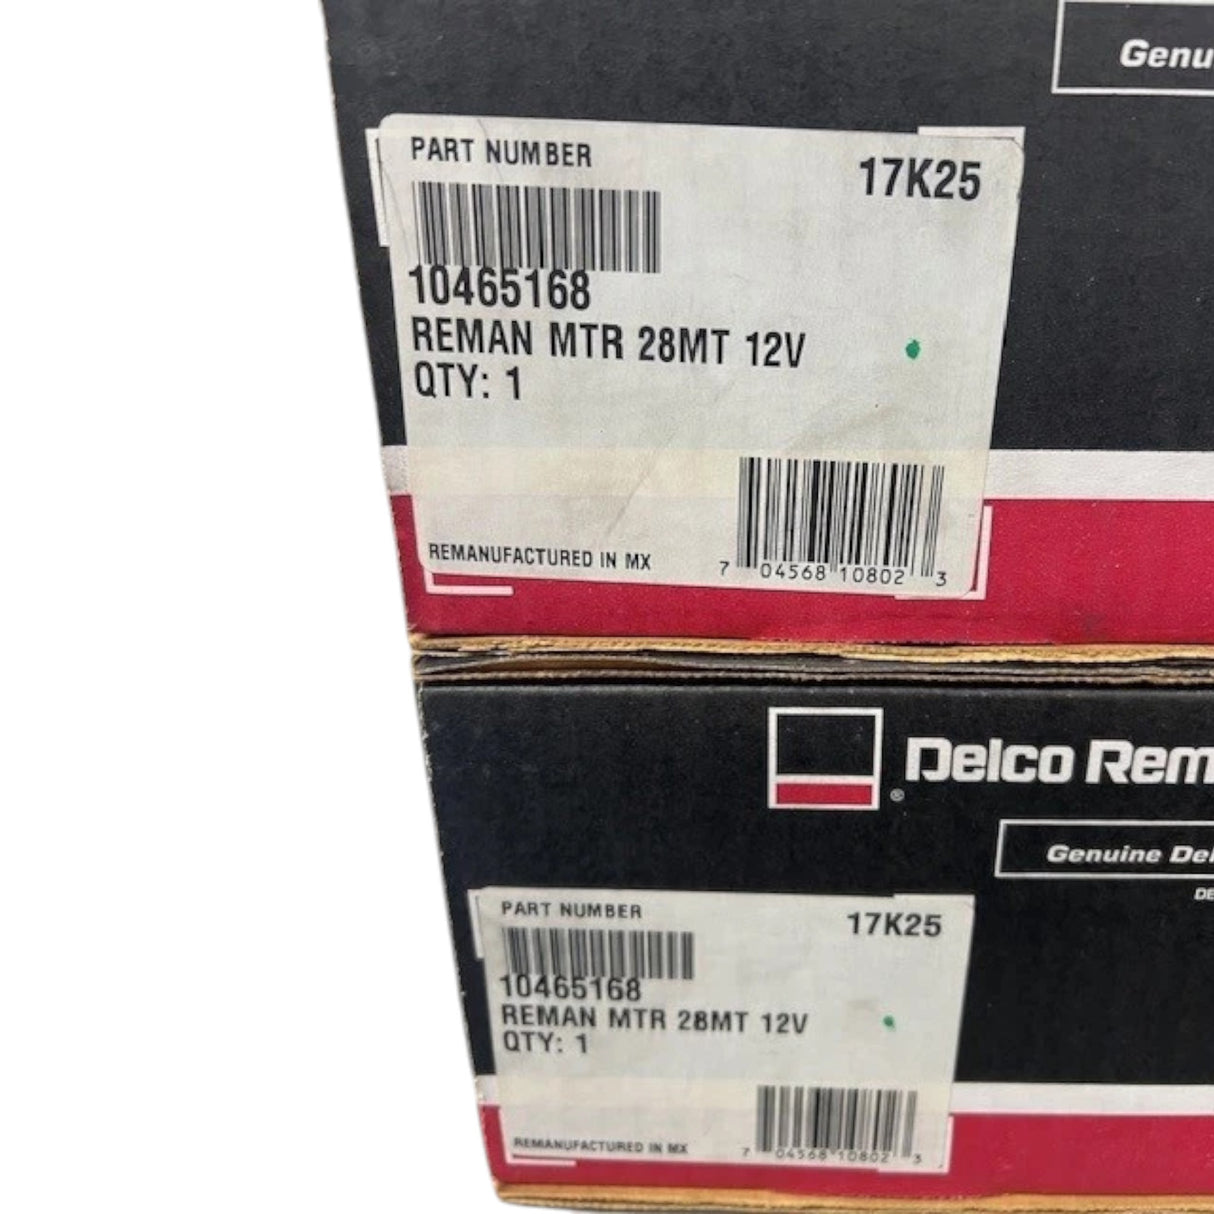 Genu
PART NUMBER
17K25
10465168
REMAN MTR 28MT 12V
QTY: 1
REMANUFACTURED IN MX
7 04568 10802 3
Delco Rem
®
Genuine Del
DE
PART NUMBER
17K25
10465168
REMAN MTR 28MT 12V
QTY: 1
REMANUFACTURED IN MX
7 04568 10802 3